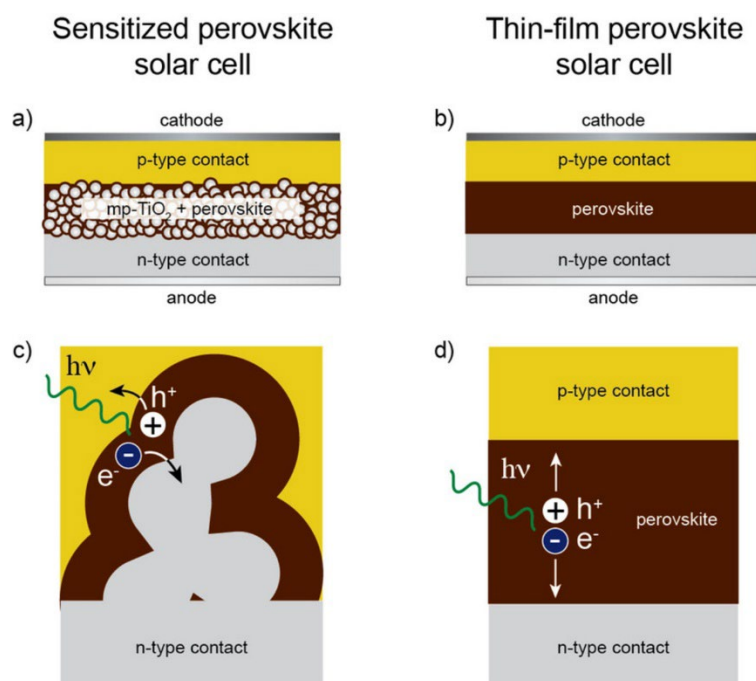 Sensitized perovskite
solar cell
Thin-film perovskite
solar cell
a)
cathode
p-type contact
mp-TiO₂ + perovskite
n-type contact
anode
b)
cathode
p-type contact
perovskite
n-type contact
anode
c)
hν
h⁺
+
-
e⁻
n-type contact
d)
p-type contact
hν
+
h⁺
perovskite
-
e⁻
n-type contact